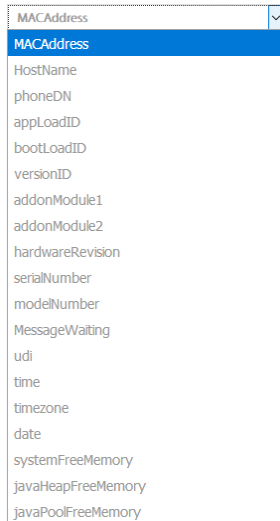 MACAddress
MACAddress
HostName
phoneDN
appLoadID
bootLoadID
versionID
addonModule1
addonModule2
hardwareRevision
serialNumber
modelNumber
MessageWaiting
udi
time
timezone
date
systemFreeMemory
javaHeapFreeMemory
javaPoolFreeMemory